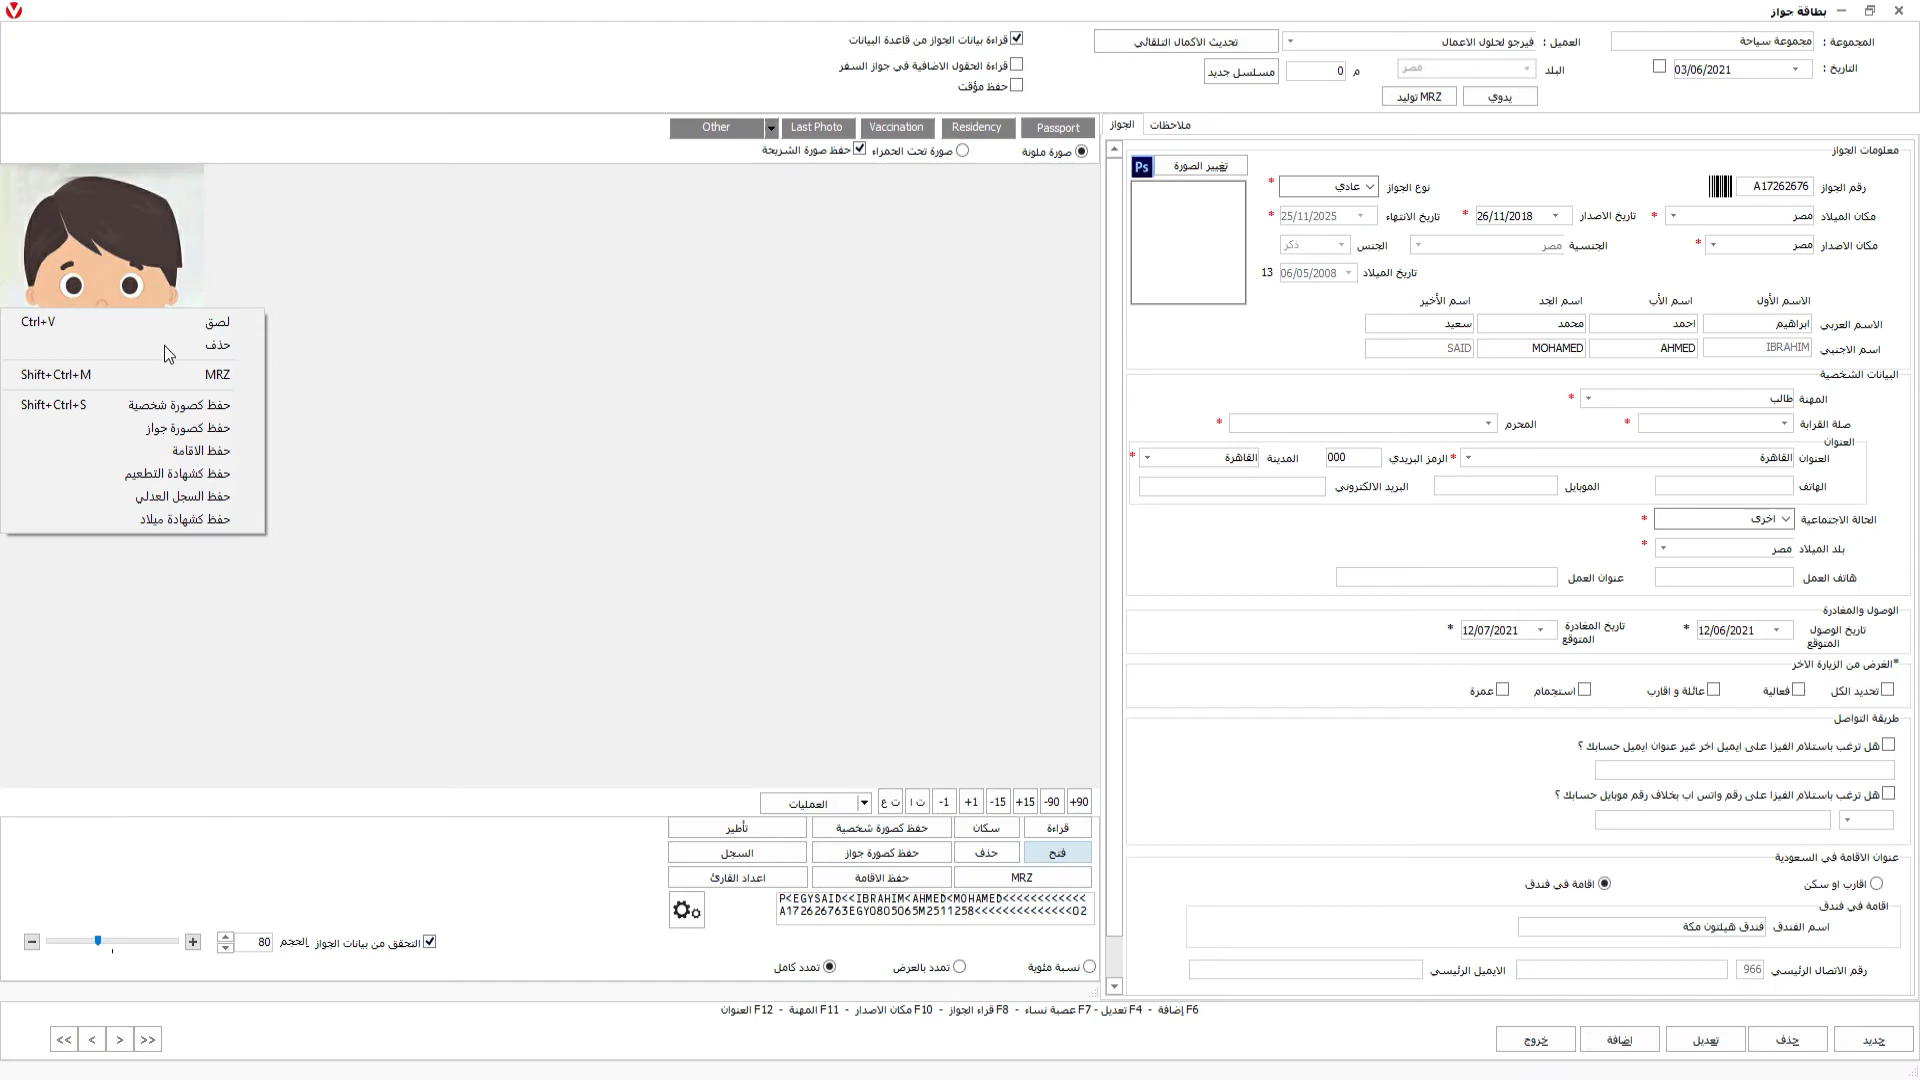 بطاقة جواز
المجموعة : مجموعة سياحة
العميل : فيرجو لحلول الاعمال
تحديث الاكمال التلقائي
قراءة بيانات الجواز من قاعدة البيانات
التاريخ : 03/06/2021
البلد مصر
م 0
مسلسل جديد
قراءة الحقول الاضافية في جواز السفر
يدوي
توليد MRZ
حفظ مؤقت
الجواز
ملاحظات
Passport
Residency
Vaccination
Last Photo
Other
صورة ملونة
صورة تحت الحمراء
حفظ صورة الشريحة
معلومات الجواز
رقم الجواز A17262676
نوع الجواز عادي *
تغيير الصورة
Ps
مكان الميلاد مصر *
تاريخ الاصدار 26/11/2018 *
تاريخ الانتهاء 25/11/2025 *
مكان الاصدار مصر *
الجنسية مصر
الجنس ذكر
تاريخ الميلاد 06/05/2008 13
الاسم الأول اسم الأب اسم الجد اسم الأخير
الاسم العربي ابراهيم احمد محمد سعيد
اسم الاجنبي IBRAHIM AHMED MOHAMED SAID
البيانات الشخصية
المهنة طالب *
صلة القرابة *
المحرم *
العنوان
العنوان القاهرة *
الرمز البريدي 000
المدينة القاهرة *
الهاتف
الموبايل
البريد الالكتروني
الحالة الاجتماعية اخرى *
بلد الميلاد مصر *
هاتف العمل
عنوان العمل
الوصول والمغادرة
تاريخ الوصول المتوقع 12/06/2021 *
تاريخ المغادرة المتوقع 12/07/2021 *
الغرض من الزيارة الاخر*
تحديد الكل
فعالية
عائلة و اقارب
استجمام
عمرة
طريقة التواصل
هل ترغب باستلام الفيزا على ايميل اخر غير عنوان ايميل حسابك ؟
هل ترغب باستلام الفيزا على رقم واتس اب بخلاف رقم موبايل حسابك ؟
عنوان الاقامة في السعودية
اقارب او سكن
اقامة في فندق
اقامة في فندق
اسم الفندق فندق هيلتون مكة
رقم الاتصال الرئيسي 966
الايميل الرئيسي
لصق Ctrl+V
حذف
MRZ Shift+Ctrl+M
حفظ كصورة شخصية Shift+Ctrl+S
حفظ كصورة جواز
حفظ الاقامة
حفظ كشهادة التطعيم
حفظ السجل العدلي
حفظ كشهادة ميلاد
+90 -90 +15 -15 +1 -1 ت ا ت ع
العمليات
قراءة سكان حفظ كصورة شخصية تأطير
فتح حذف حفظ كصورة جواز السجل
MRZ حفظ الاقامة اعداد القارئ
P<EGYSAID<<IBRAHIM<AHMED<MOHAMED<<<<<<<<<<<<
A172626763EGY0805065M2511258<<<<<<<<<<<<<<02
التحقق من بيانات الجواز
الحجم 80
نسبة مئوية
تمدد بالعرض
تمدد كامل
F6 إضافة - F4 تعديل - F7 عصبة نساء - F8 قراء الجواز - F10 مكان الاصدار - F11 المهنة - F12 العنوان
جديد حذف تعديل اضافة خروج
<< < > >>